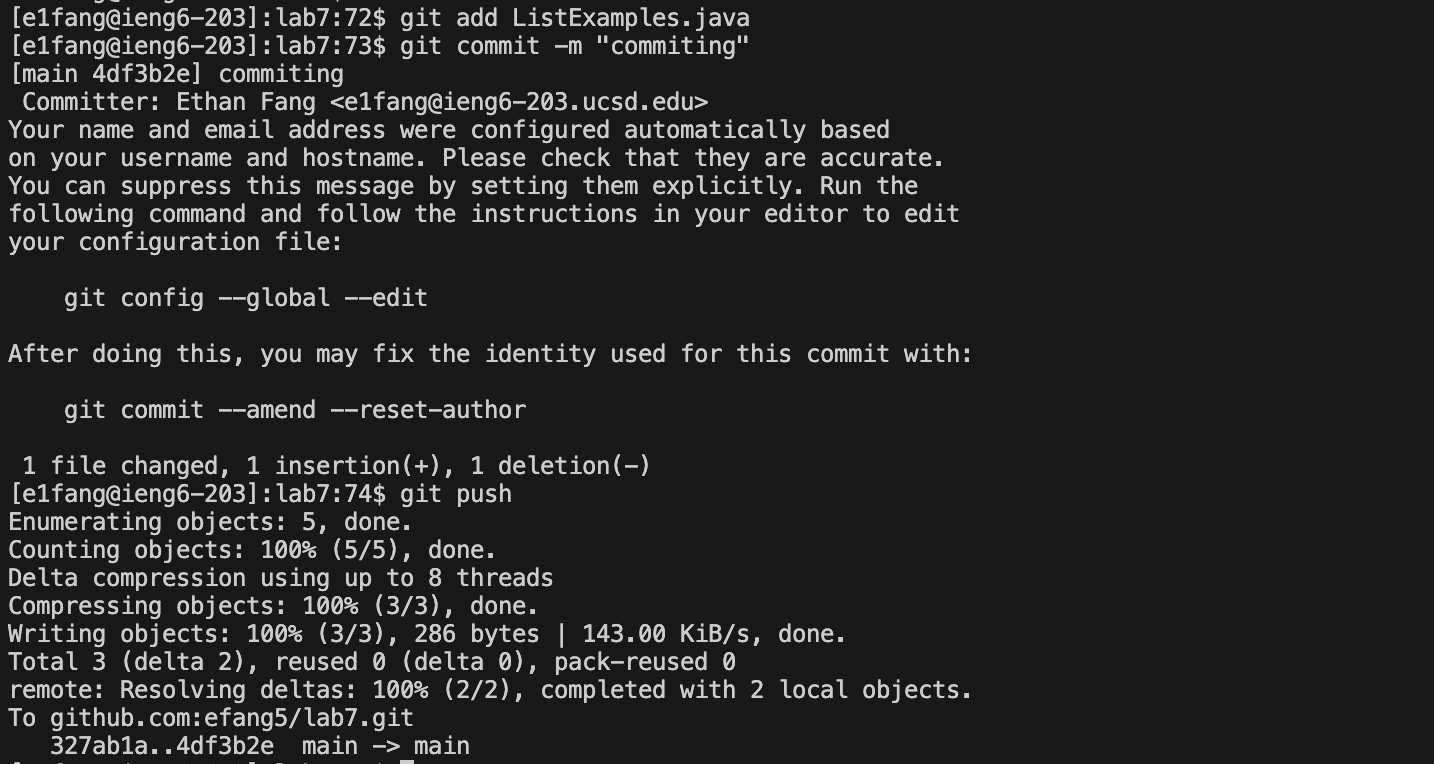 [e1fang@ieng6-203]:lab7:72$ git add ListExamples.java
[e1fang@ieng6-203]:lab7:73$ git commit -m "commiting"
[main 4df3b2e] commiting
 Committer: Ethan Fang <e1fang@ieng6-203.ucsd.edu>
Your name and email address were configured automatically based
on your username and hostname. Please check that they are accurate.
You can suppress this message by setting them explicitly. Run the
following command and follow the instructions in your editor to edit
your configuration file:

    git config --global --edit

After doing this, you may fix the identity used for this commit with:

    git commit --amend --reset-author

 1 file changed, 1 insertion(+), 1 deletion(-)
[e1fang@ieng6-203]:lab7:74$ git push
Enumerating objects: 5, done.
Counting objects: 100% (5/5), done.
Delta compression using up to 8 threads
Compressing objects: 100% (3/3), done.
Writing objects: 100% (3/3), 286 bytes | 143.00 KiB/s, done.
Total 3 (delta 2), reused 0 (delta 0), pack-reused 0
remote: Resolving deltas: 100% (2/2), completed with 2 local objects.
To github.com:efang5/lab7.git
   327ab1a..4df3b2e  main -> main